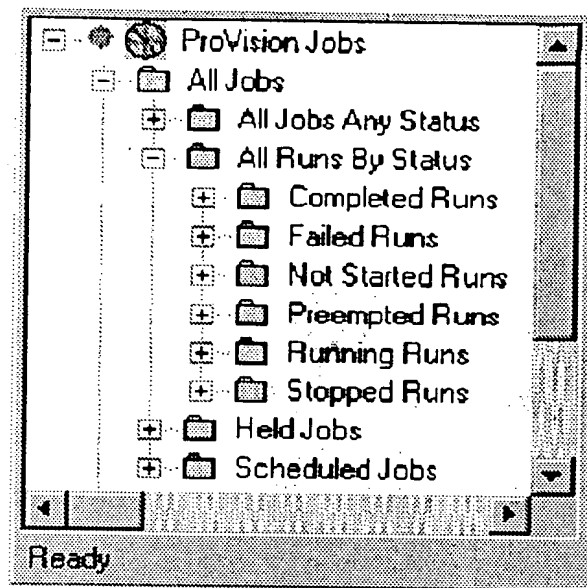 ProVision Jobs
All Jobs
All Jobs Any Status
All Runs By Status
Completed Runs
Failed Runs
Not Started Runs
Preempted Runs
Running Runs
Stopped Runs
Held Jobs
Scheduled Jobs
Ready